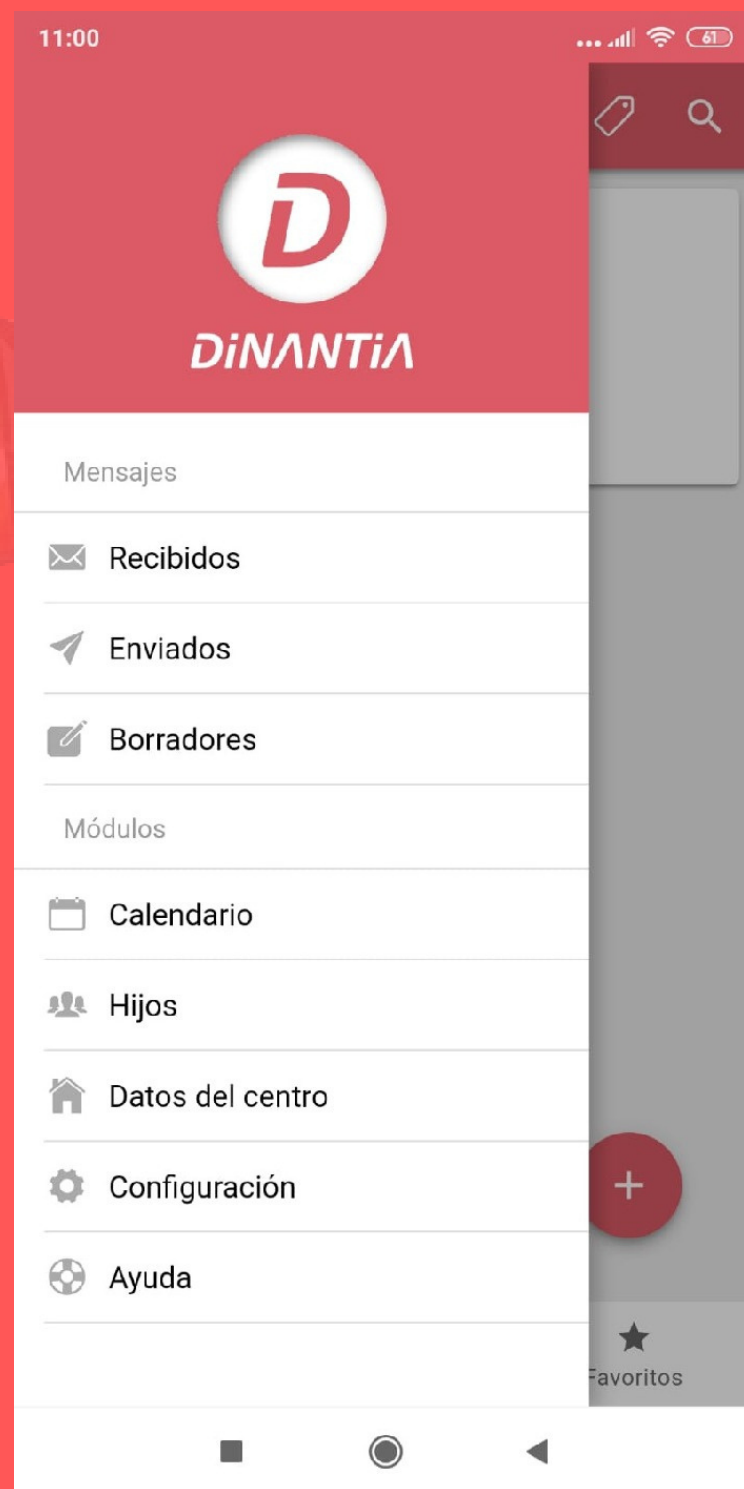 11:00
61
D
DiNANTiA
Mensajes
Recibidos
Enviados
Borradores
Módulos
Calendario
Hijos
Datos del centro
Configuración
Ayuda
Favoritos